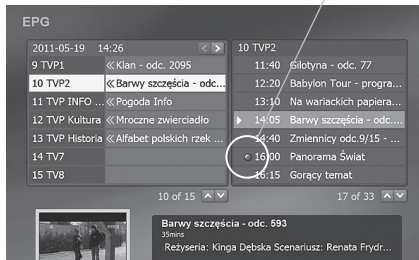 EPG
2011-05-19 14:26 < >
9 TVP1 «Klan - odc. 2095
10 TVP2 «Barwy szczęścia - odc...
11 TVP INFO ... «Pogoda Info
12 TVP Kultura «Mroczne zwierciadło
13 TVP Historia «Alfabet polskich rzek ...
14 TV7
15 TV8
10 of 15
10 TVP2
11:40 Gilotyna - odc. 77
12:20 Babylon Tour - progra...
13:10 Na wariackich papiera...
14:05 Barwy szczęścia - odc....
14:40 Zmiennicy odc.9/15 - ...
16:00 Panorama Świat
16:15 Gorący temat
17 of 33
Barwy szczęścia - odc. 593
35mins
Reżyseria: Kinga Dębska Scenariusz: Renata Frydr...